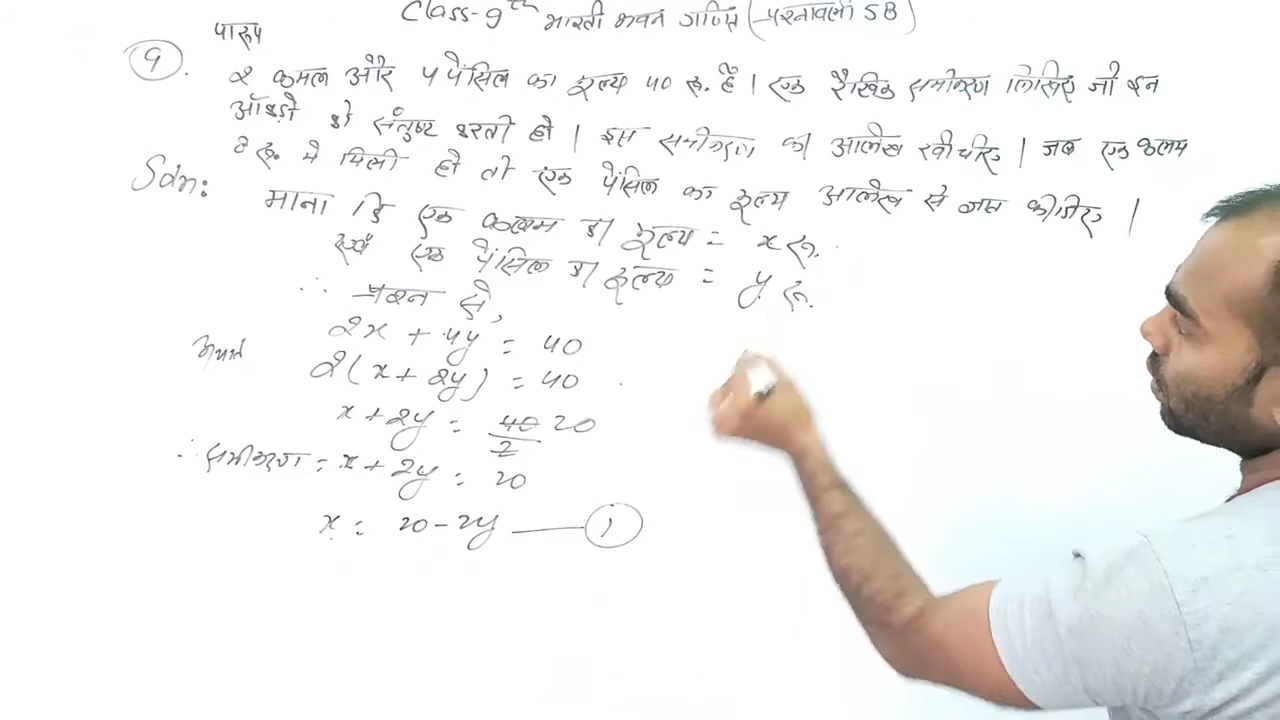 Class-9th भारती भवन गणित (प्रश्नावली 5B)
9.
2 कलम और 4 पेंसिल का मूल्य 40 रू. है। एक रैखिक समीकरण लिखिए जो इन
आँकड़ो को संतुष्ट करती हो। इस समीकरण का आलेख खींचीए। जब एक कलम
8 रू. मे मिली हो तो एक पेंसिल का मूल्य आलेख से ज्ञात कीजिए।
Soln:
माना कि एक कलम का मूल्य = x रू.
एवं एक पेंसिल का मूल्य = y रू.
∴ प्रश्न से,
2x + 4y = 40
2(x + 2y) = 40
x + 2y = 40/2 20
∴ समीकरण = x + 2y = 20
x = 20 - 2y — 1